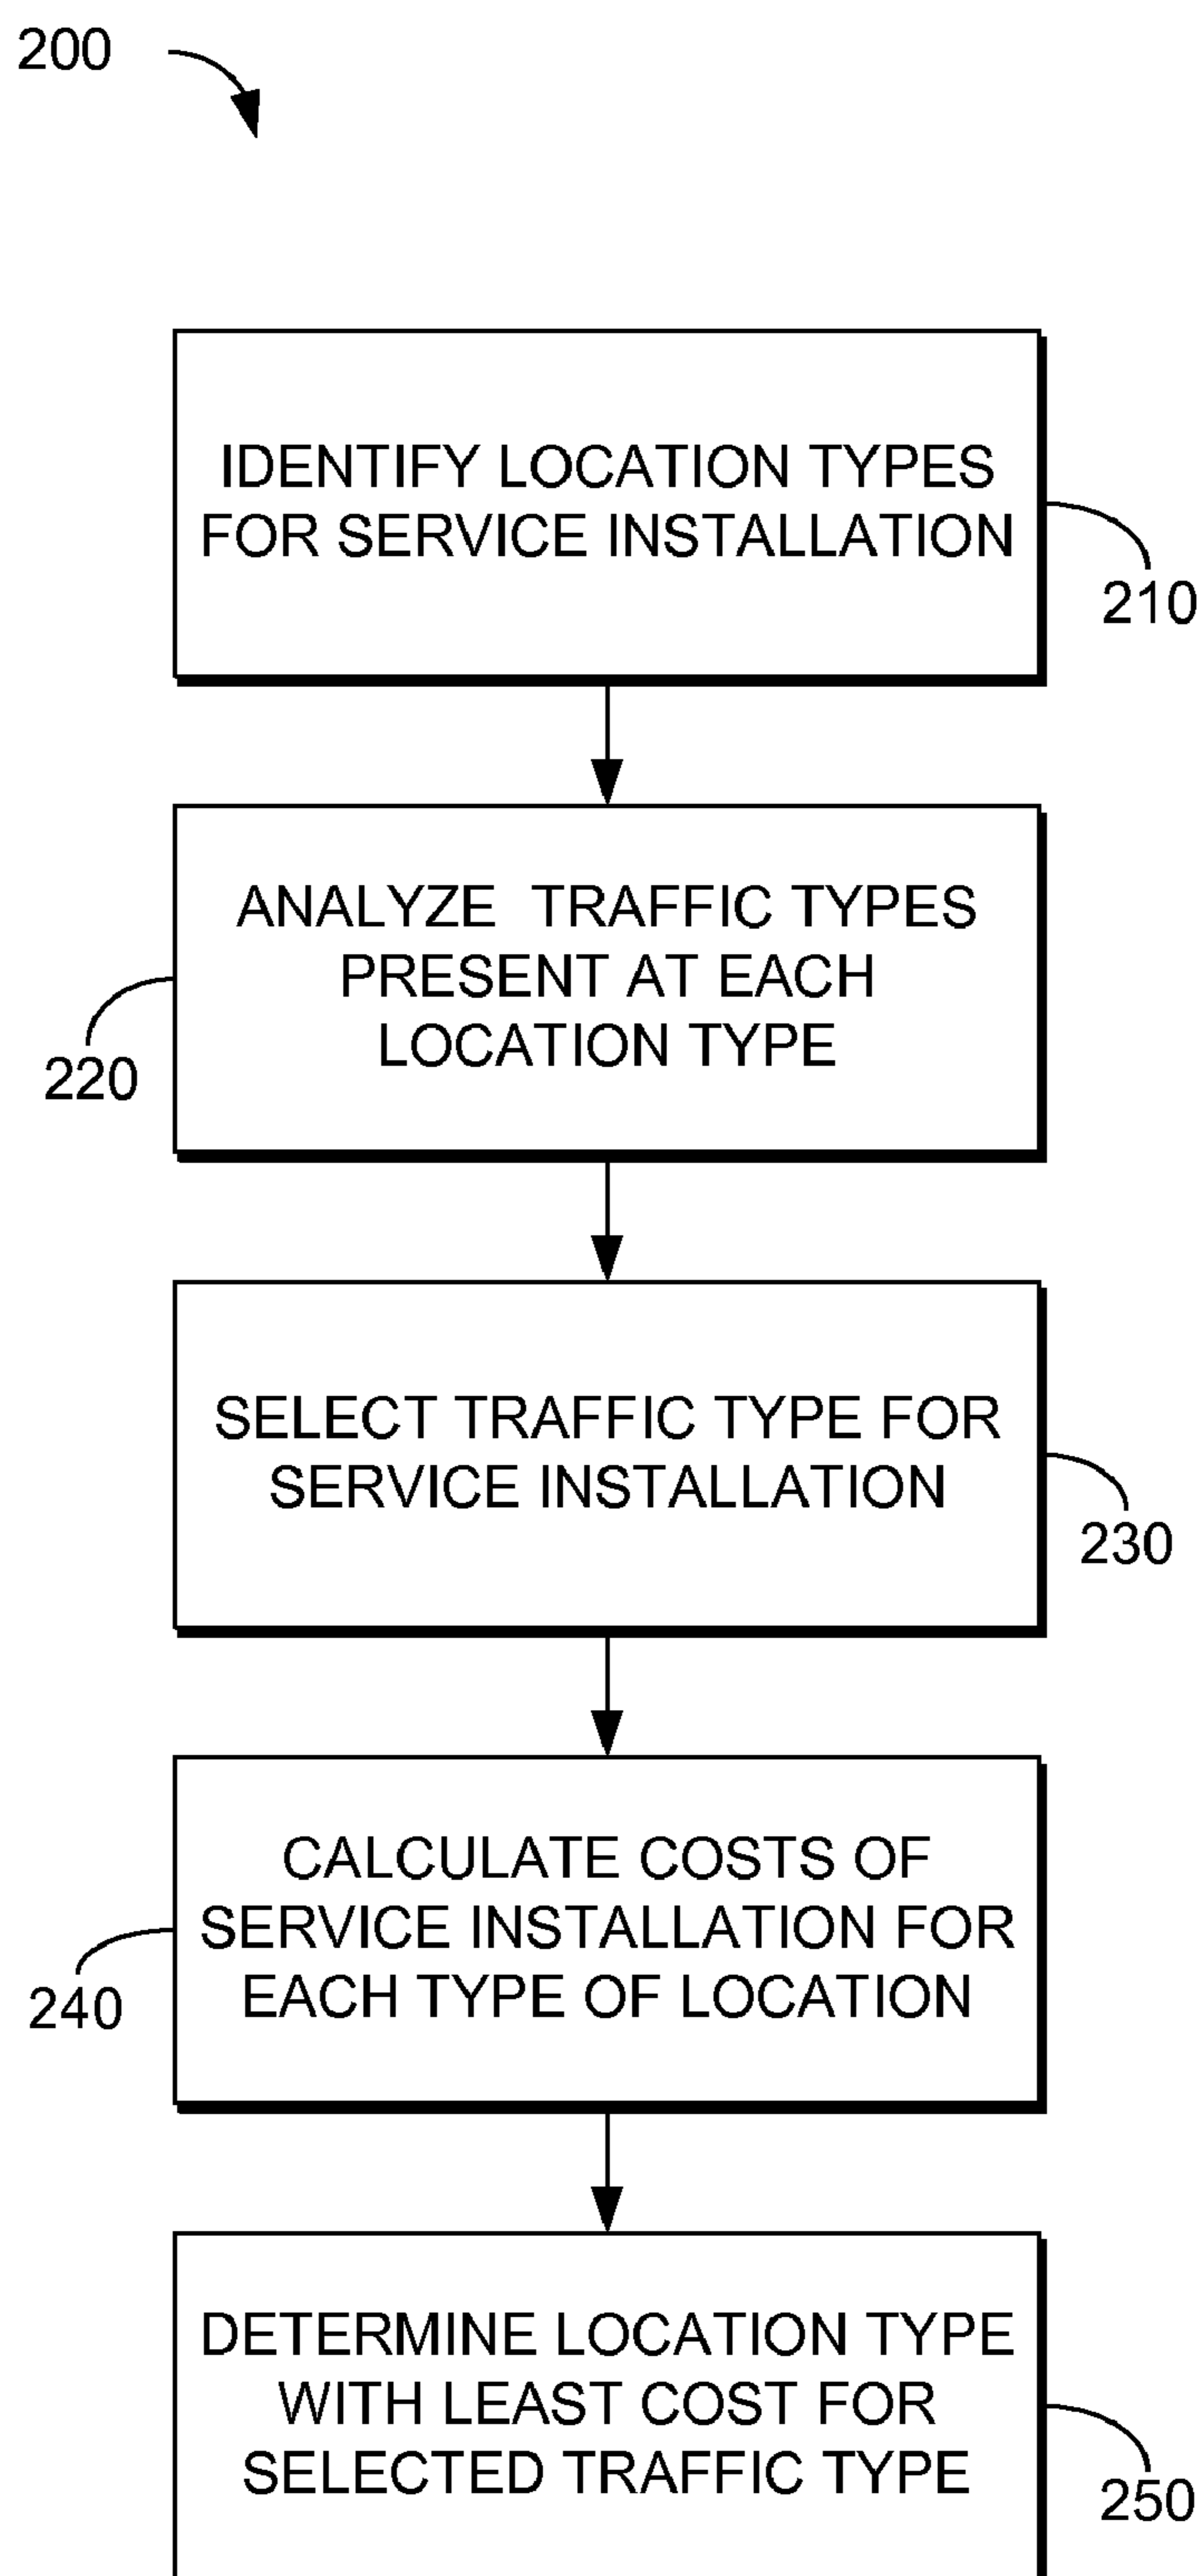 200
IDENTIFY LOCATION TYPES
FOR SERVICE INSTALLATION
210
ANALYZE TRAFFIC TYPES
PRESENT AT EACH
LOCATION TYPE
220
SELECT TRAFFIC TYPE FOR
SERVICE INSTALLATION
230
CALCULATE COSTS OF
SERVICE INSTALLATION FOR
EACH TYPE OF LOCATION
240
DETERMINE LOCATION TYPE
WITH LEAST COST FOR
SELECTED TRAFFIC TYPE
250